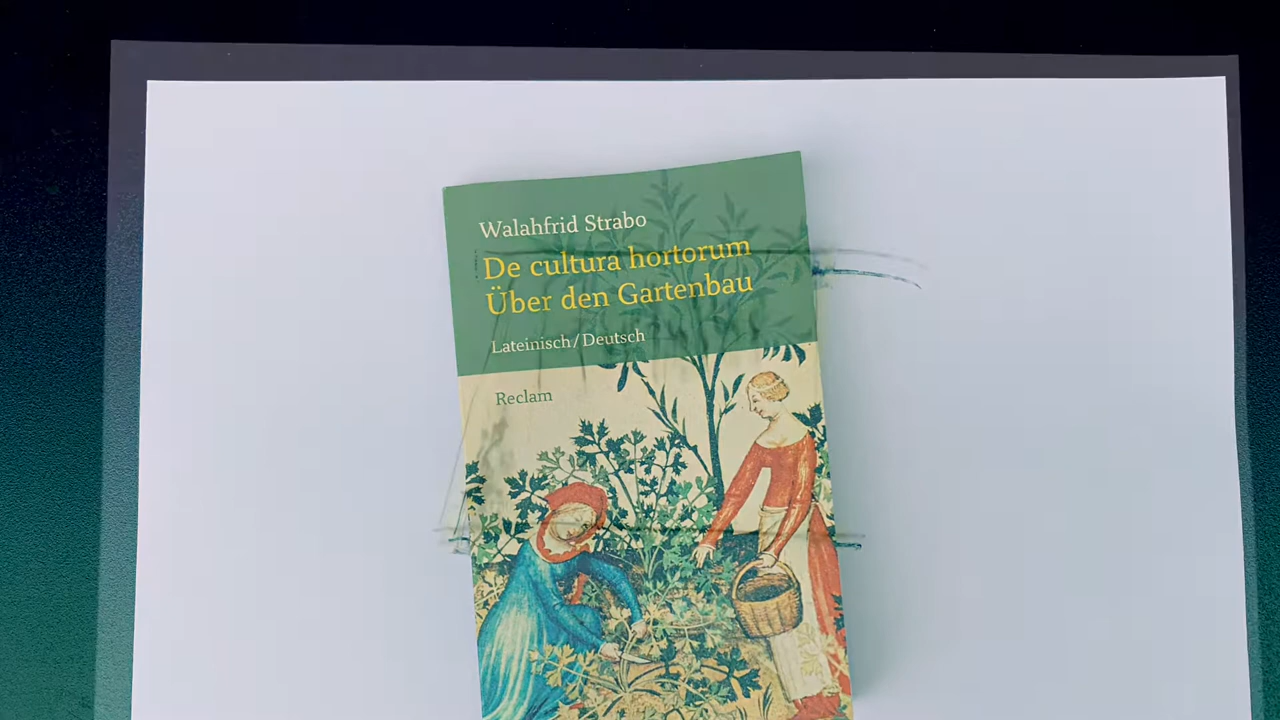 Walahfrid Strabo
De cultura hortorum
Über den Gartenbau
Lateinisch/Deutsch
Reclam